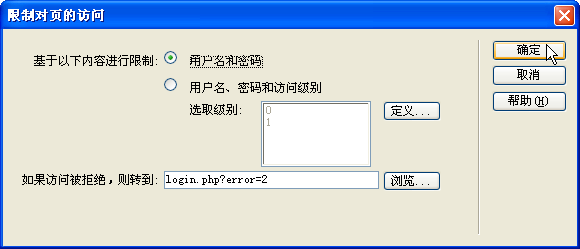 限制对页的访问
基于以下内容进行限制: 用户名和密码
用户名、密码和访问级别
选取级别: 0
1
定义...
如果访问被拒绝,则转到: login.php?error=2 浏览...
确定
取消
帮助(H)